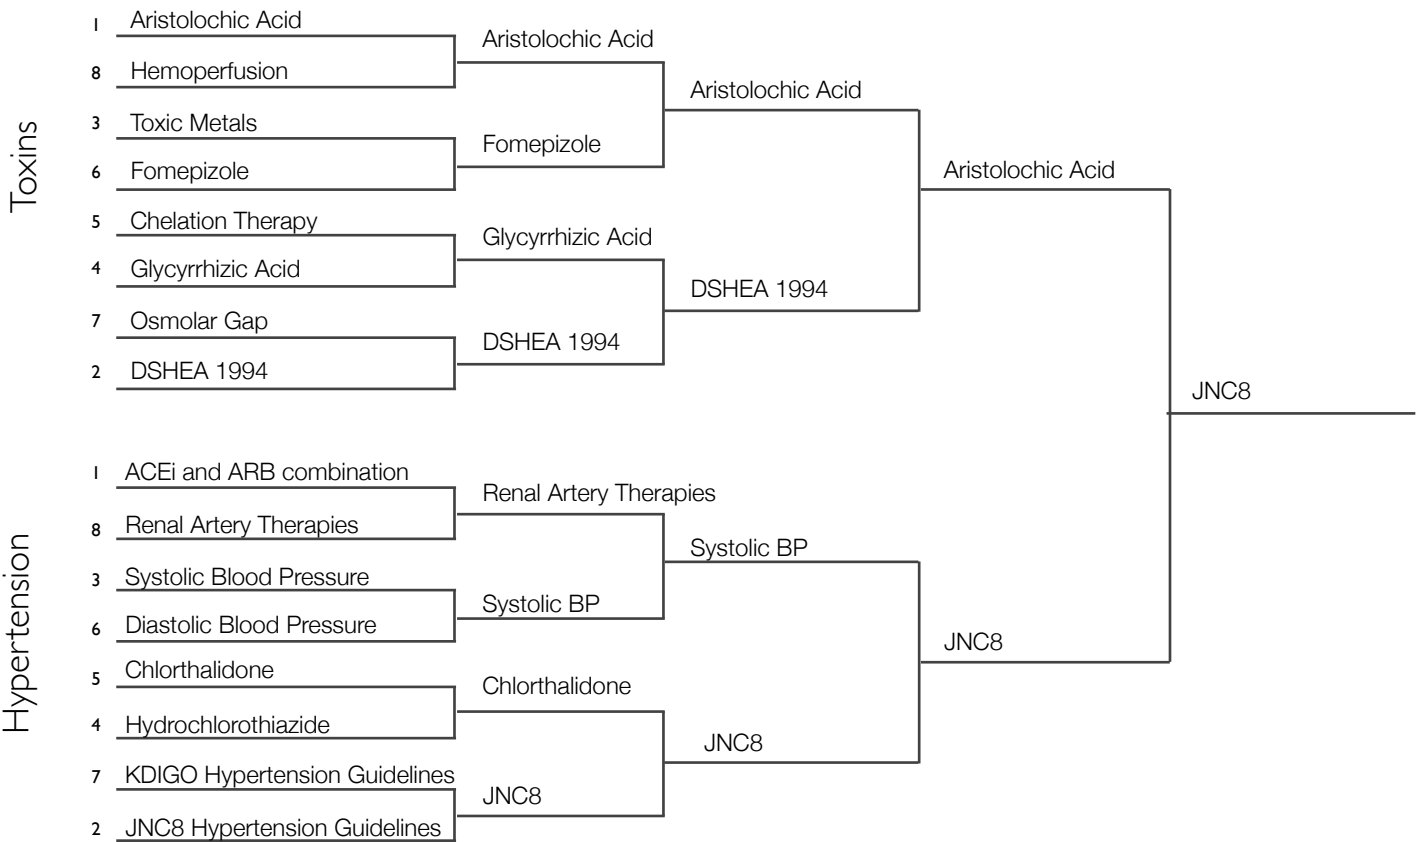 Toxins
1 Aristolochic Acid
8 Hemoperfusion
3 Toxic Metals
6 Fomepizole
5 Chelation Therapy
4 Glycyrrhizic Acid
7 Osmolar Gap
2 DSHEA 1994
Aristolochic Acid
Fomepizole
Glycyrrhizic Acid
DSHEA 1994
Aristolochic Acid
DSHEA 1994
Aristolochic Acid
Hypertension
1 ACEi and ARB combination
8 Renal Artery Therapies
3 Systolic Blood Pressure
6 Diastolic Blood Pressure
5 Chlorthalidone
4 Hydrochlorothiazide
7 KDIGO Hypertension Guidelines
2 JNC8 Hypertension Guidelines
Renal Artery Therapies
Systolic BP
Chlorthalidone
JNC8
Systolic BP
JNC8
JNC8
JNC8